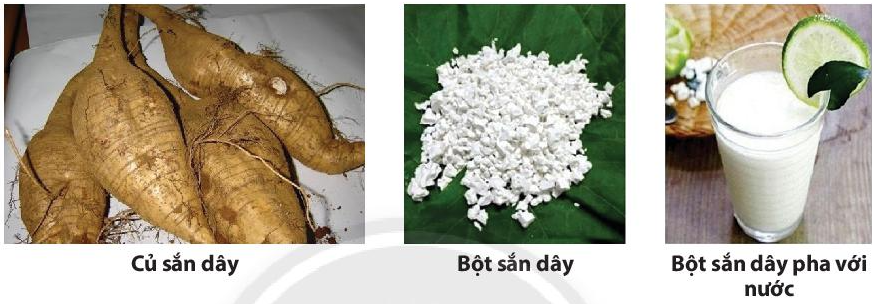 Củ sắn dây
Bột sắn dây
Bột sắn dây pha với
nước